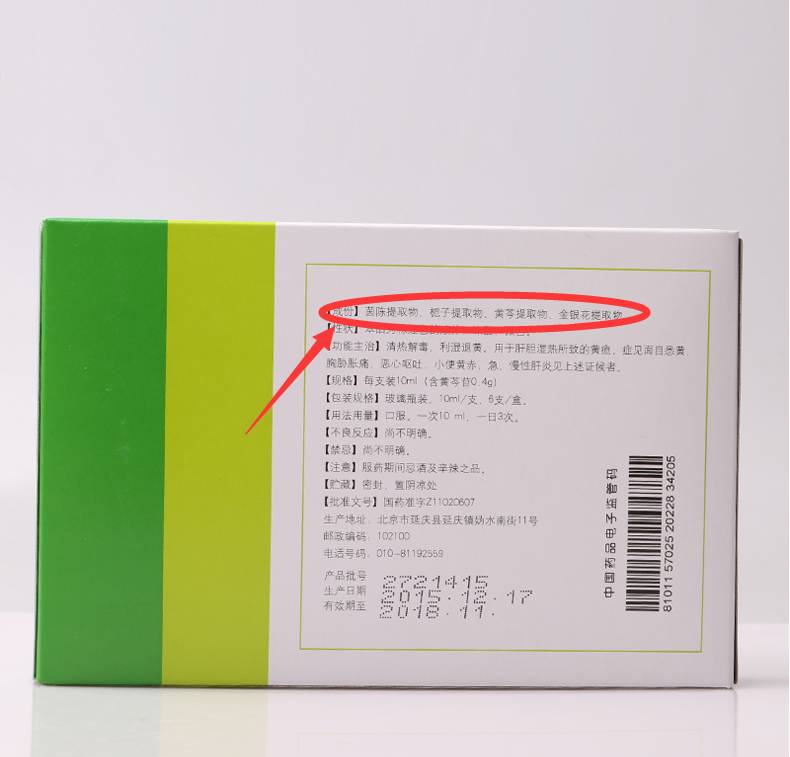 【成份】茵陈提取物、栀子提取物、黄芩提取物、金银花提取物
【性状】
【功能主治】清热解毒，利湿退黄。用于肝胆湿热所致的黄疸，症见面目悉黄，
胸胁胀痛，恶心呕吐，小便黄赤，急、慢性肝炎见上述证候者。
【规格】每支装10ml（含黄芩苷0.4g）
【包装规格】玻璃瓶装，10ml/支，6支/盒。
【用法用量】口服。一次10 ml，一日3次。
【不良反应】尚不明确。
【禁忌】尚不明确。
【注意】服药期间忌酒及辛辣之品。
【贮藏】密封，置阴凉处
【批准文号】国药准字Z11020607
生产地址：北京市延庆县延庆镇妫水南街11号
邮政编码：102100
电话号码：010-81192559
产品批号 2721415
生产日期 2015.12.17
有效期至 2018.11.
中国药品电子监管码
81011 57025 20228 34205